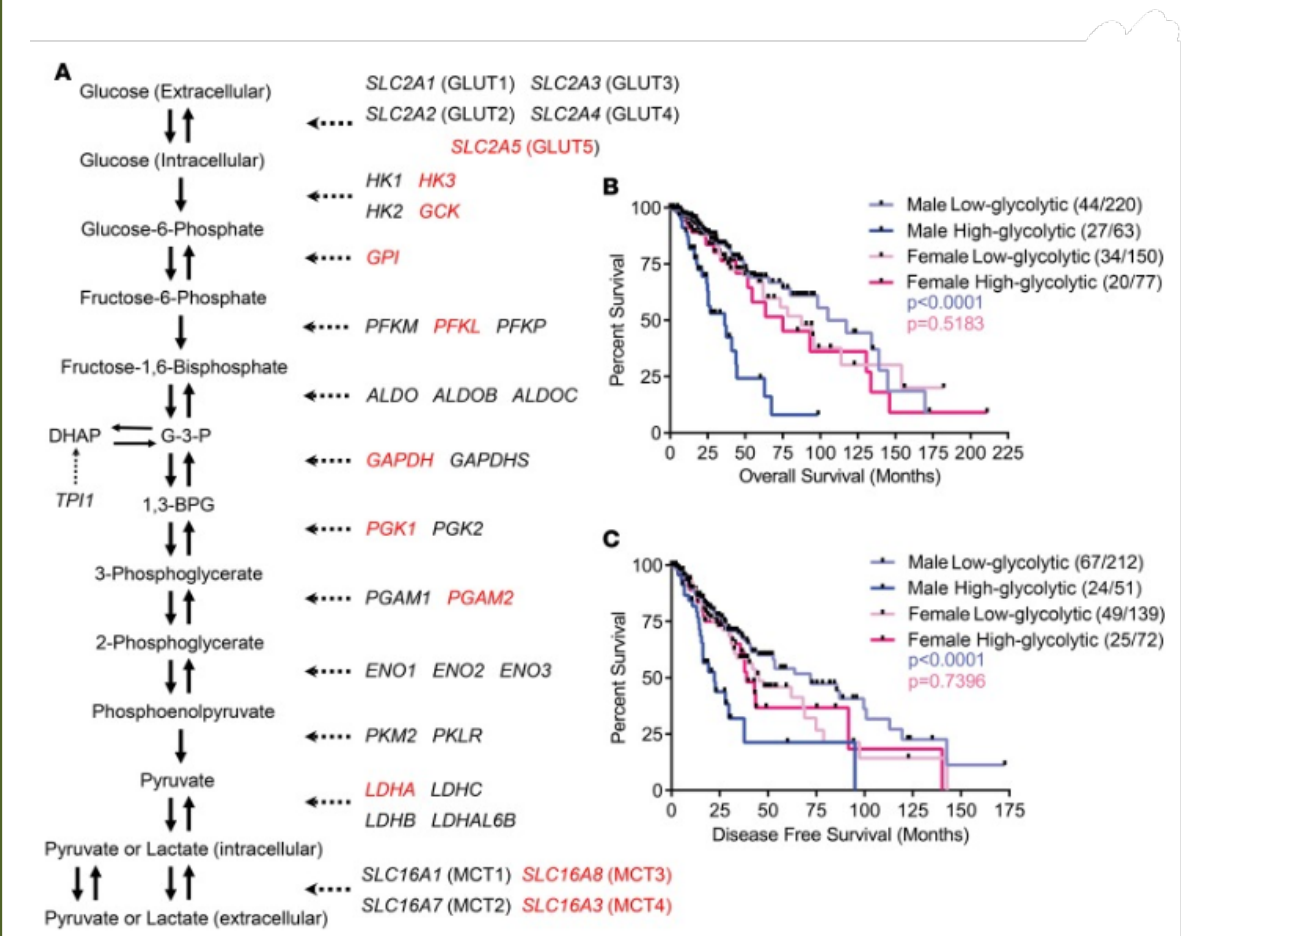 A
Glucose (Extracellular)
SLC2A1 (GLUT1) SLC2A3 (GLUT3)
SLC2A2 (GLUT2) SLC2A4 (GLUT4)
SLC2A5 (GLUT5)
Glucose (Intracellular)
HK1 HK3
HK2 GCK
Glucose-6-Phosphate
GPI
Fructose-6-Phosphate
PFKM PFKL PFKP
Fructose-1,6-Bisphosphate
ALDO ALDOB ALDOC
DHAP G-3-P
GAPDH GAPDHS
TPI1
1,3-BPG
PGK1 PGK2
3-Phosphoglycerate
PGAM1 PGAM2
2-Phosphoglycerate
ENO1 ENO2 ENO3
Phosphoenolpyruvate
PKM2 PKLR
Pyruvate
LDHA LDHC
LDHB LDHAL6B
Pyruvate or Lactate (intracellular)
SLC16A1 (MCT1) SLC16A8 (MCT3)
SLC16A7 (MCT2) SLC16A3 (MCT4)
Pyruvate or Lactate (extracellular)
B
Percent Survival
100
75
50
25
0
0 25 50 75 100 125 150 175 200 225
Overall Survival (Months)
Male Low-glycolytic (44/220)
Male High-glycolytic (27/63)
Female Low-glycolytic (34/150)
Female High-glycolytic (20/77)
p<0.0001
p=0.5183
C
Percent Survival
100
75
50
25
0
0 25 50 75 100 125 150 175
Disease Free Survival (Months)
Male Low-glycolytic (67/212)
Male High-glycolytic (24/51)
Female Low-glycolytic (49/139)
Female High-glycolytic (25/72)
p<0.0001
p=0.7396